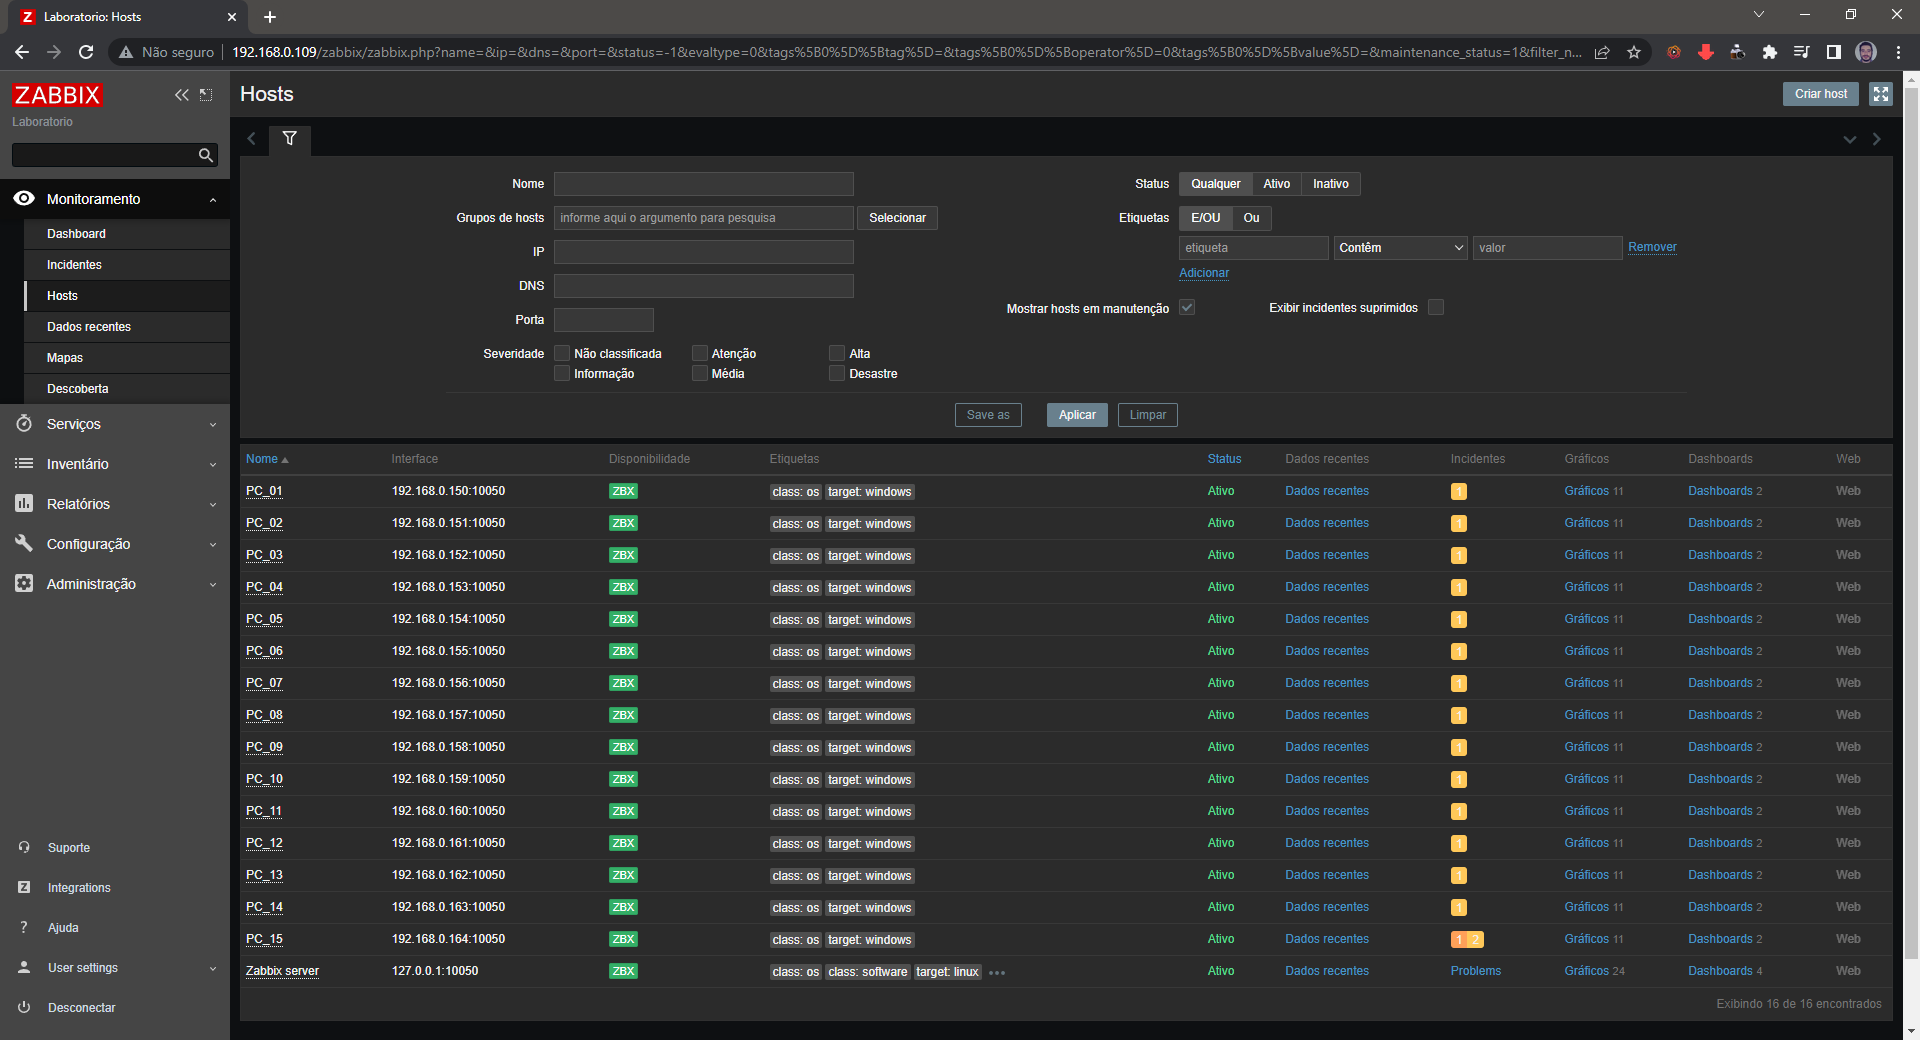 Laboratorio: Hosts
Não seguro
192.168.0.109/zabbix/zabbix.php?name=&ip=&dns=&port=&status=-1&evaltype=0&tags%5B0%5D%5Btag%5D=&tags%5B0%5D%5Boperator%5D=0&tags%5B0%5D%5Bvalue%5D=&maintenance_status=1&filter_n...
ZABBIX
Laboratorio
Monitoramento
Dashboard
Incidentes
Hosts
Dados recentes
Mapas
Descoberta
Serviços
Inventário
Relatórios
Configuração
Administração
Suporte
Z Integrations
? Ajuda
User settings
Desconectar
Hosts
Criar host
Nome
Grupos de hosts informe aqui o argumento para pesquisa Selecionar
IP
DNS
Porta
Severidade Não classificada Atenção Alta
Informação Média Desastre
Status Qualquer Ativo Inativo
Etiquetas E/OU Ou
etiqueta Contêm valor Remover
Adicionar
Mostrar hosts em manutenção Exibir incidentes suprimidos
Save as Aplicar Limpar
Nome Interface Disponibilidade Etiquetas Status Dados recentes Incidentes Gráficos Dashboards Web
PC_01 192.168.0.150:10050 ZBX class: os target: windows Ativo Dados recentes 1 Gráficos 11 Dashboards 2 Web
PC_02 192.168.0.151:10050 ZBX class: os target: windows Ativo Dados recentes 1 Gráficos 11 Dashboards 2 Web
PC_03 192.168.0.152:10050 ZBX class: os target: windows Ativo Dados recentes 1 Gráficos 11 Dashboards 2 Web
PC_04 192.168.0.153:10050 ZBX class: os target: windows Ativo Dados recentes 1 Gráficos 11 Dashboards 2 Web
PC_05 192.168.0.154:10050 ZBX class: os target: windows Ativo Dados recentes 1 Gráficos 11 Dashboards 2 Web
PC_06 192.168.0.155:10050 ZBX class: os target: windows Ativo Dados recentes 1 Gráficos 11 Dashboards 2 Web
PC_07 192.168.0.156:10050 ZBX class: os target: windows Ativo Dados recentes 1 Gráficos 11 Dashboards 2 Web
PC_08 192.168.0.157:10050 ZBX class: os target: windows Ativo Dados recentes 1 Gráficos 11 Dashboards 2 Web
PC_09 192.168.0.158:10050 ZBX class: os target: windows Ativo Dados recentes 1 Gráficos 11 Dashboards 2 Web
PC_10 192.168.0.159:10050 ZBX class: os target: windows Ativo Dados recentes 1 Gráficos 11 Dashboards 2 Web
PC_11 192.168.0.160:10050 ZBX class: os target: windows Ativo Dados recentes 1 Gráficos 11 Dashboards 2 Web
PC_12 192.168.0.161:10050 ZBX class: os target: windows Ativo Dados recentes 1 Gráficos 11 Dashboards 2 Web
PC_13 192.168.0.162:10050 ZBX class: os target: windows Ativo Dados recentes 1 Gráficos 11 Dashboards 2 Web
PC_14 192.168.0.163:10050 ZBX class: os target: windows Ativo Dados recentes 1 Gráficos 11 Dashboards 2 Web
PC_15 192.168.0.164:10050 ZBX class: os target: windows Ativo Dados recentes 1 2 Gráficos 11 Dashboards 2 Web
Zabbix server 127.0.0.1:10050 ZBX class: os class: software target: linux ••• Ativo Dados recentes Problems Gráficos 24 Dashboards 4 Web
Exibindo 16 de 16 encontrados